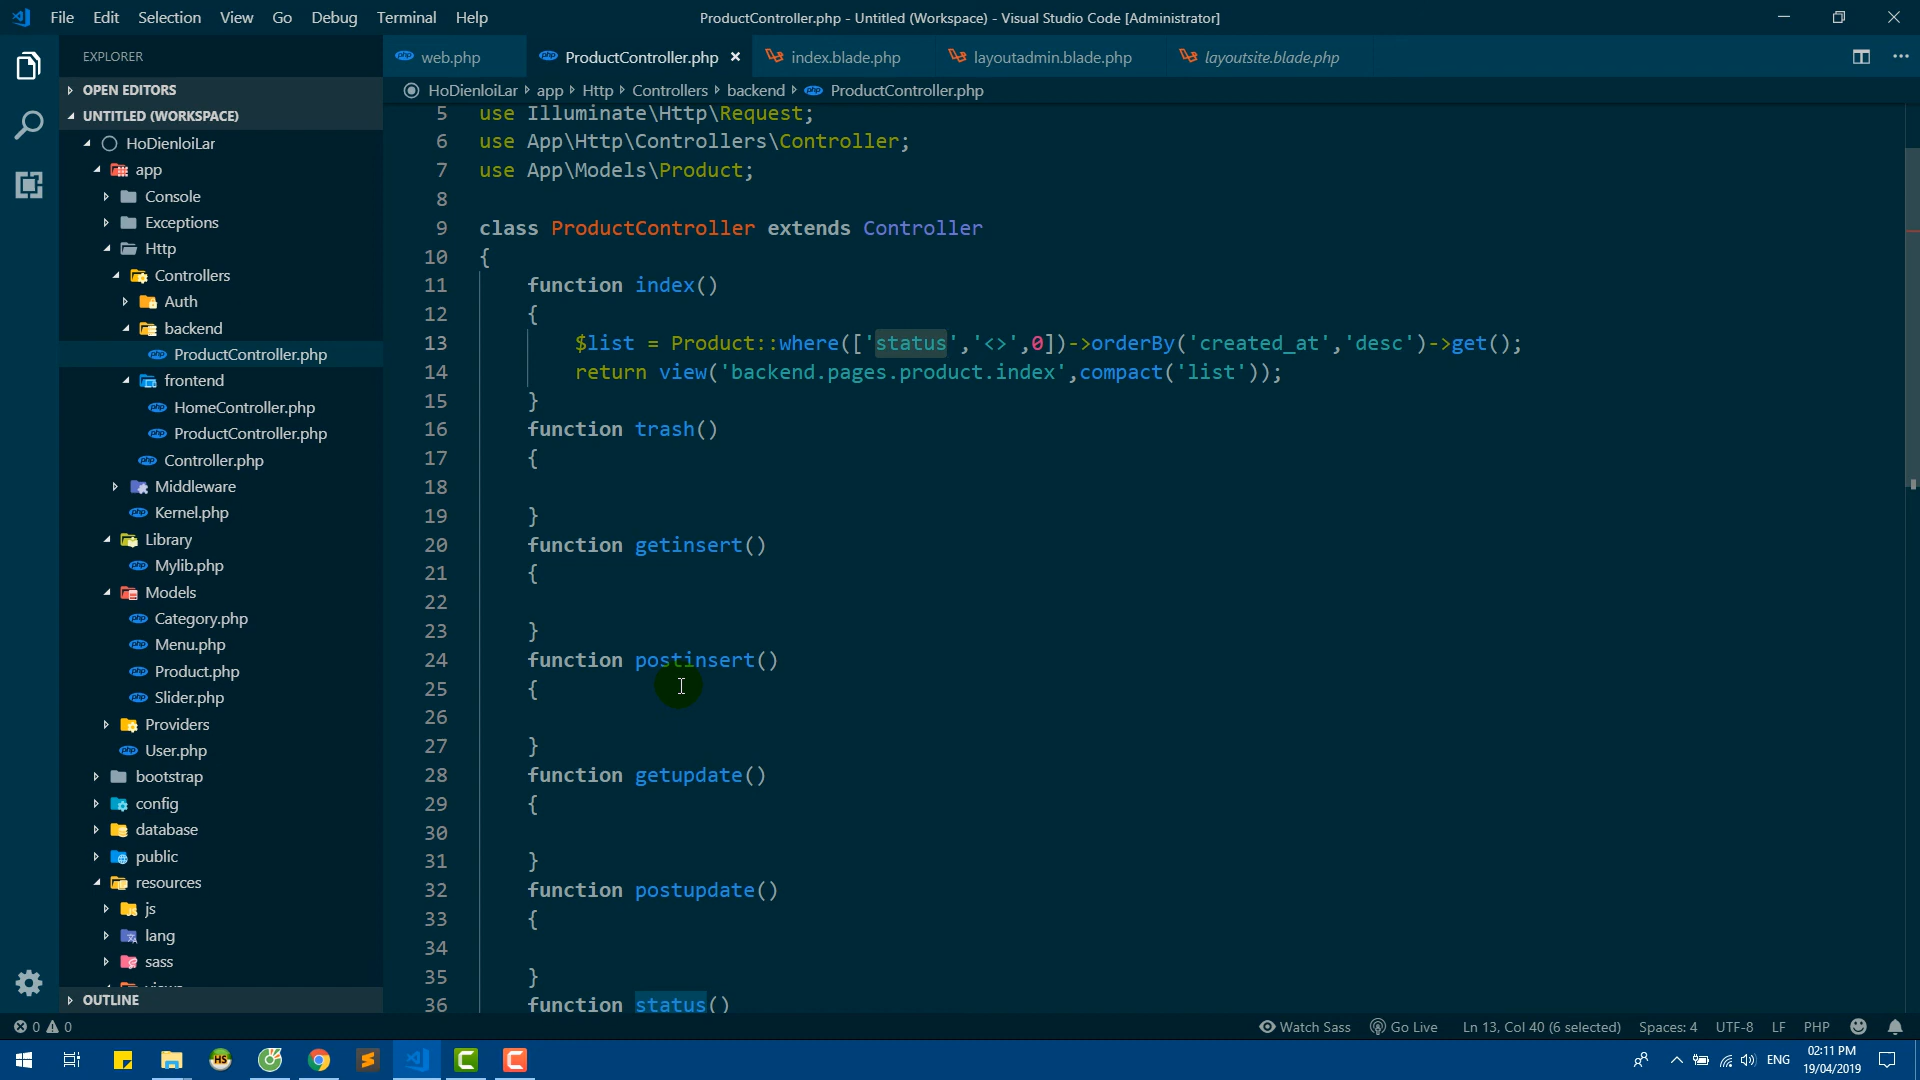 File Edit Selection View Go Debug Terminal Help
ProductController.php - Untitled (Workspace) - Visual Studio Code [Administrator]
EXPLORER
web.php
ProductController.php
index.blade.php
layoutadmin.blade.php
layoutsite.blade.php
OPEN EDITORS
HoDienloiLar app Http Controllers backend ProductController.php
UNTITLED (WORKSPACE)
HoDienloiLar
app
Console
Exceptions
Http
Controllers
Auth
backend
ProductController.php
frontend
HomeController.php
ProductController.php
Controller.php
Middleware
Kernel.php
Library
Mylib.php
Models
Category.php
Menu.php
Product.php
Slider.php
Providers
User.php
bootstrap
config
database
public
resources
js
lang
sass
views
OUTLINE
5 use Illuminate\Http\Request;
6 use App\Http\Controllers\Controller;
7 use App\Models\Product;
8
9 class ProductController extends Controller
10 {
11 function index()
12 {
13 $list = Product::where(['status','<>',0])->orderBy('created_at','desc')->get();
14 return view('backend.pages.product.index',compact('list'));
15 }
16 function trash()
17 {
18
19 }
20 function getinsert()
21 {
22
23 }
24 function postinsert()
25 {
26
27 }
28 function getupdate()
29 {
30
31 }
32 function postupdate()
33 {
34
35 }
36 function status()
0 0
Watch Sass Go Live Ln 13, Col 40 (6 selected) Spaces: 4 UTF-8 LF PHP
HS
ENG
02:11 PM
19/04/2019